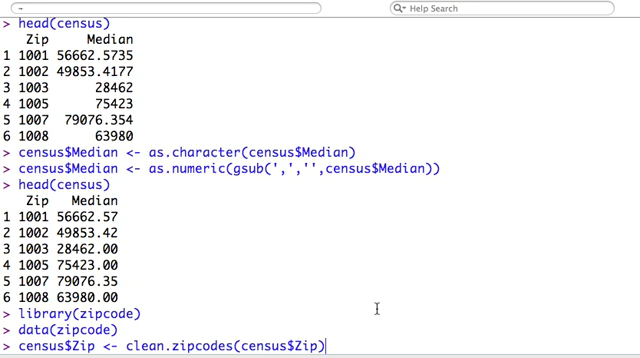 ~
Help Search
> head(census)
Zip Median
1 1001 56662.5735
2 1002 49853.4177
3 1003 28462
4 1005 75423
5 1007 79076.354
6 1008 63980
> census$Median <- as.character(census$Median)
> census$Median <- as.numeric(gsub(',','',census$Median))
> head(census)
Zip Median
1 1001 56662.57
2 1002 49853.42
3 1003 28462.00
4 1005 75423.00
5 1007 79076.35
6 1008 63980.00
> library(zipcode)
> data(zipcode)
> census$Zip <- clean.zipcodes(census$Zip)